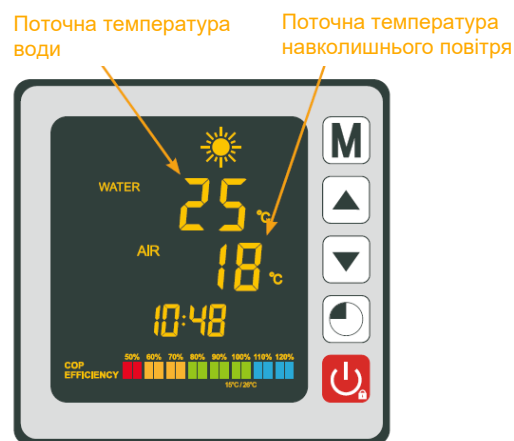 Поточна температура
води
Поточна температура
навколишнього повітря
M
WATER 25 °C
AIR 18 °C
10:48
50% 60% 70% 80% 90% 100% 110% 120%
COP
EFFICIENCY
15°C / 26°C